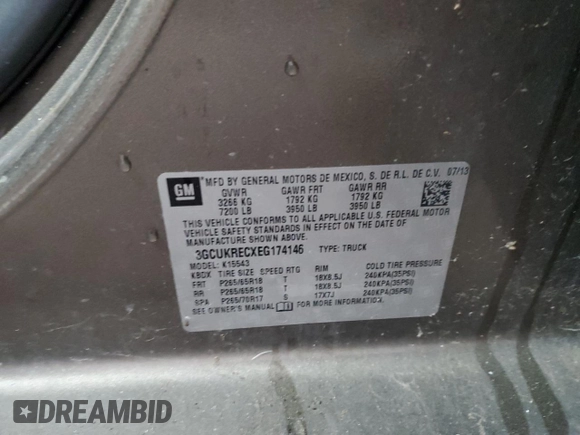 GM
*MFD BY GENERAL MOTORS DE MEXICO, S. DE R.L. DE C.V. 07/13
GVWR GAWR FRT GAWR RR
3266 KG 1792 KG 1792 KG
7200 LB 3950 LB 3950 LB
THIS VEHICLE CONFORMS TO ALL APPLICABLE U.S. FEDERAL MOTOR
VEHICLE SAFETY STANDARDS IN EFFECT ON THE DATE OF
MANUFACTURE SHOWN ABOVE.
3GCUKRECXEG174146 TYPE: TRUCK
MODEL: K15543
KBDX TIRE SIZE SPEED RTG RIM COLD TIRE PRESSURE
FRT P265/65R18 T 18X8.5J 240KPA(35PSI)
RR P265/65R18 T 18X8.5J 240KPA(35PSI)
SPA P265/70R17 S 17X7J 240KPA(35PSI)
SEE OWNER'S MANUAL FOR MORE INFORMATION.
DREAMBID